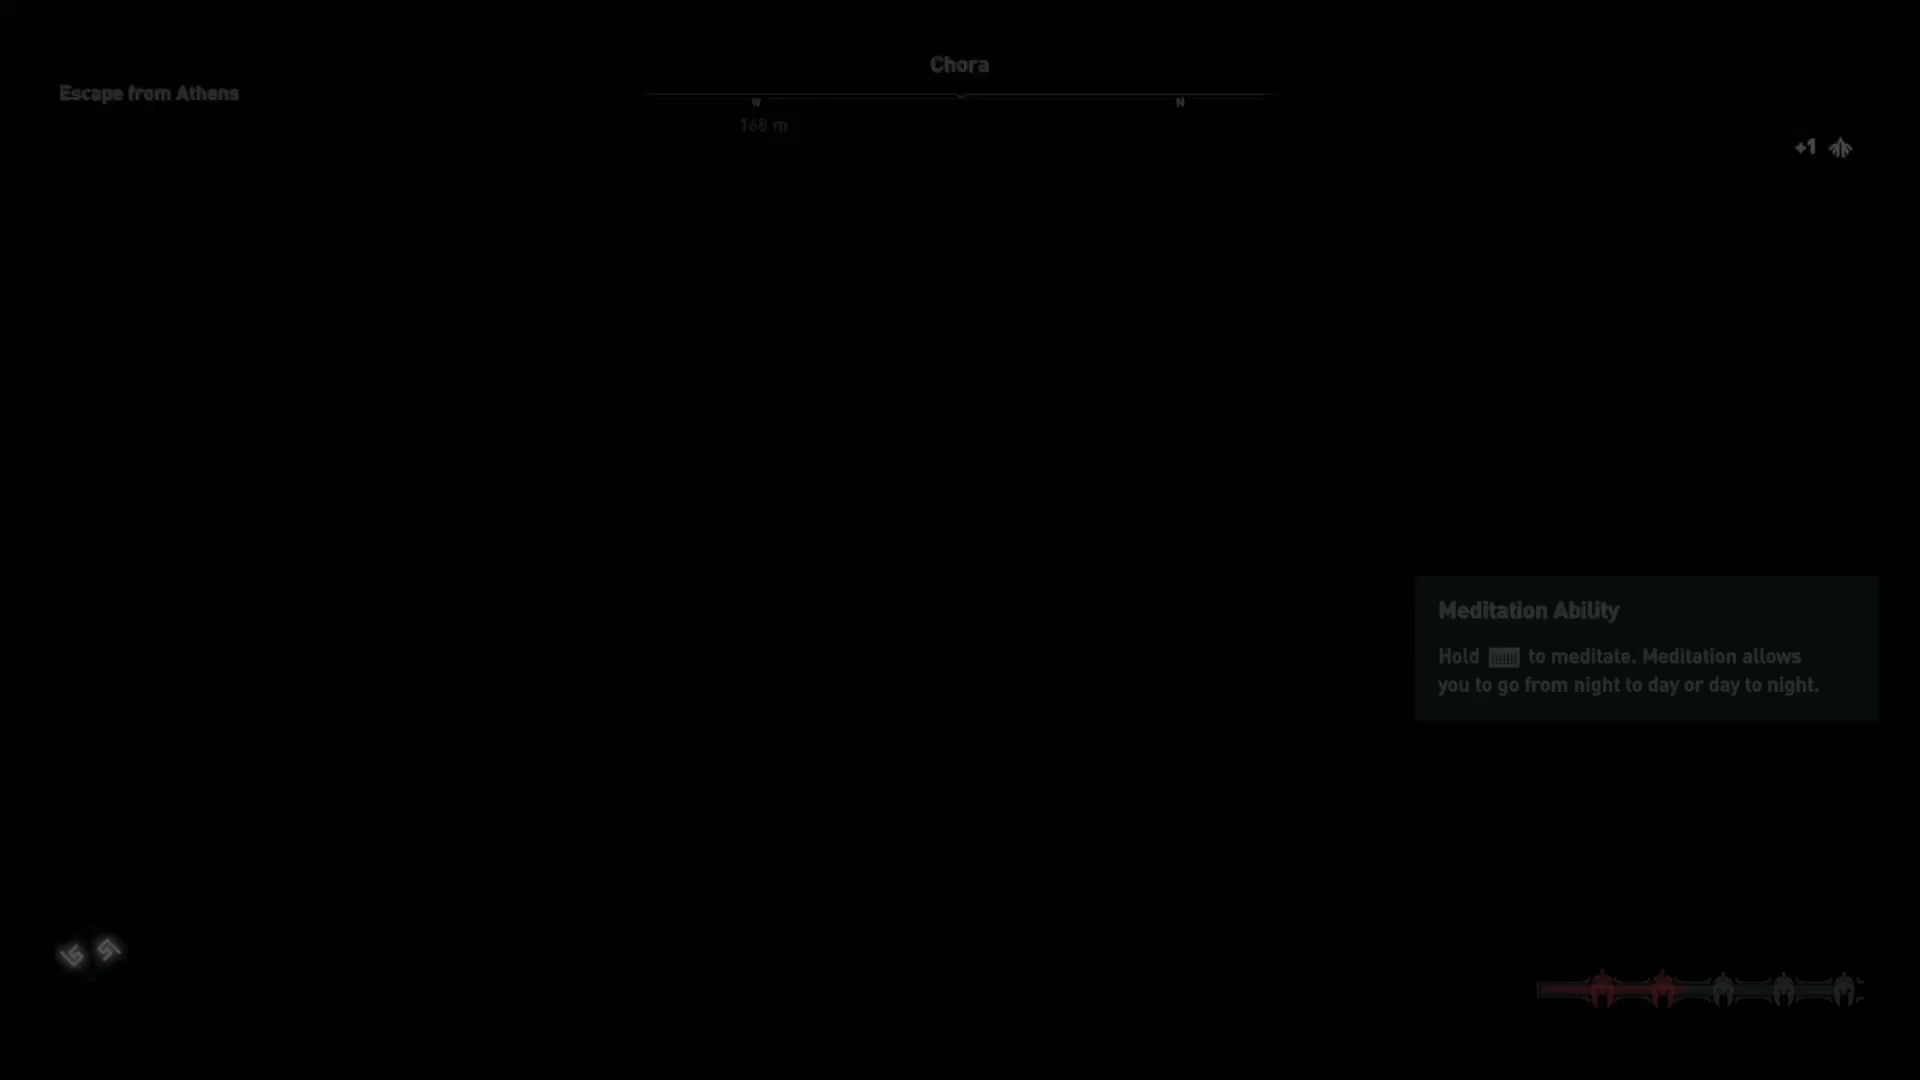 Chora
Escape from Athens
W
N
168 m
+1
Meditation Ability
Hold to meditate. Meditation allows
you to go from night to day or day to night.